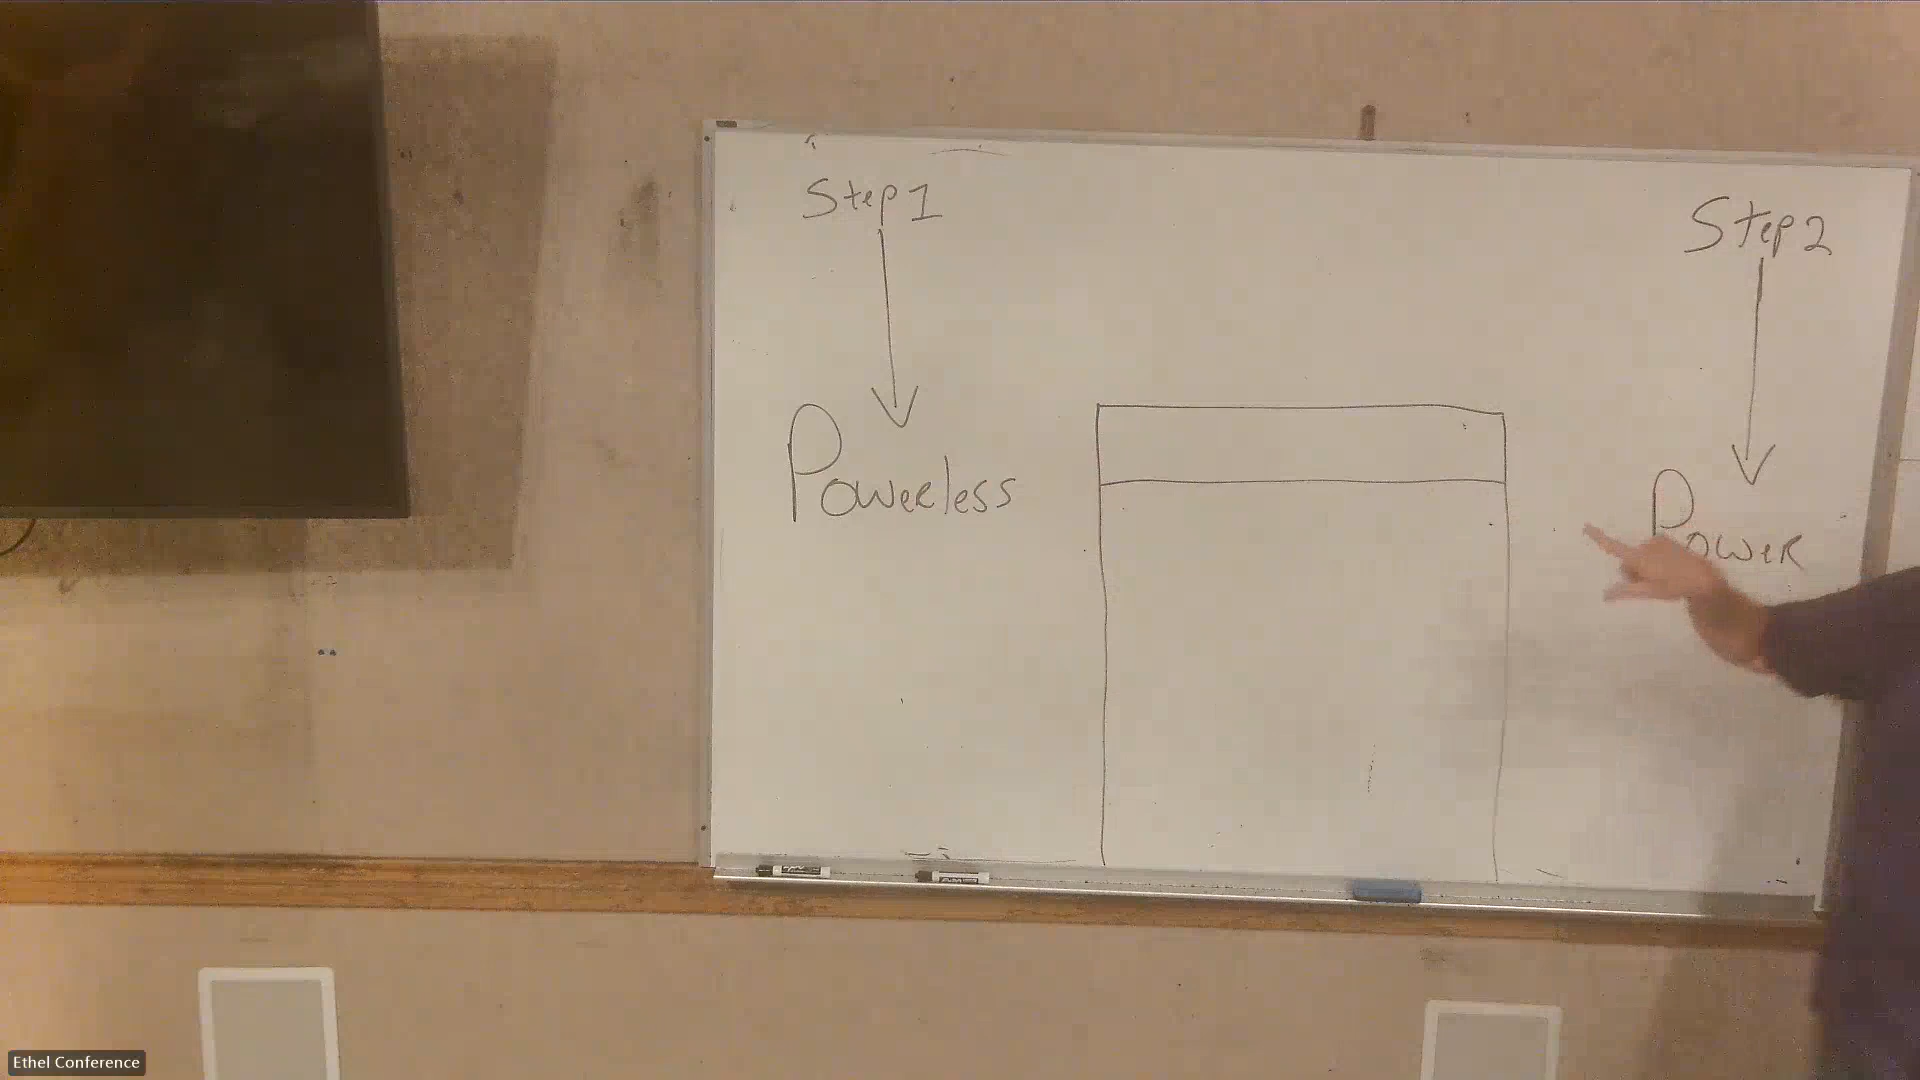 Step 1
Step 2
Powerless
Power
Ethel Conference